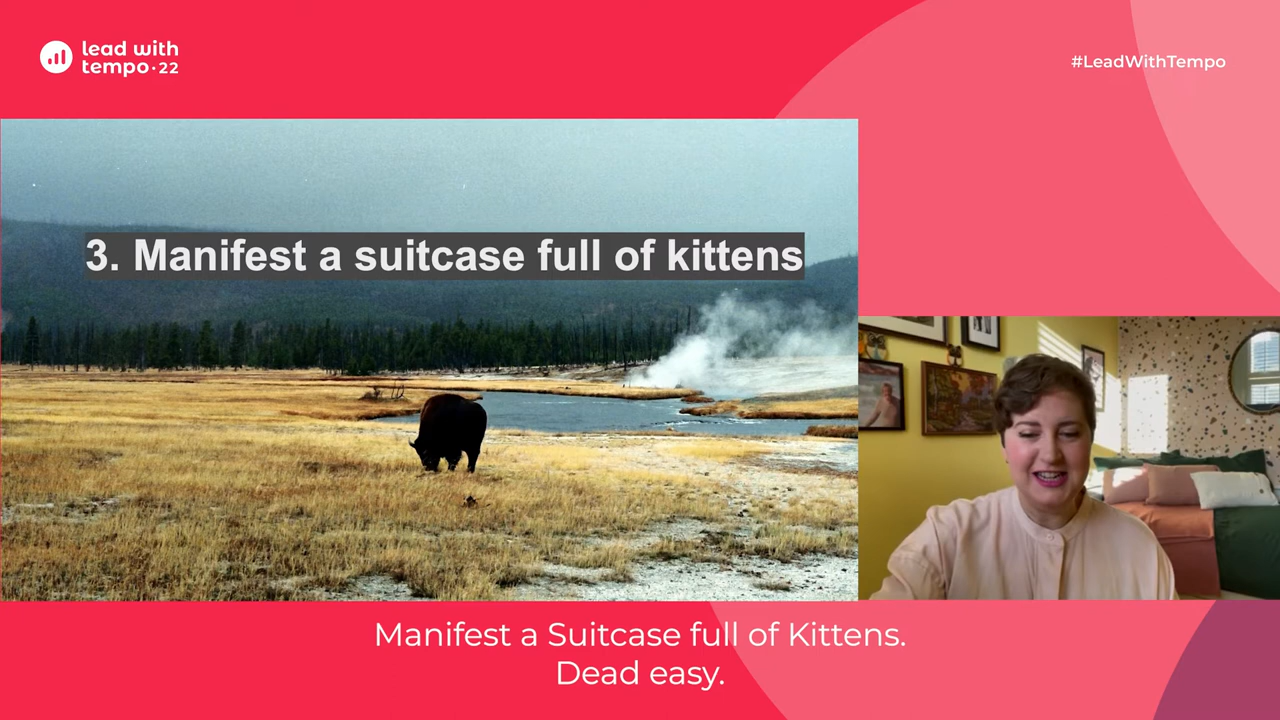 lead with
tempo·22
#LeadWithTempo
3. Manifest a suitcase full of kittens
Manifest a Suitcase full of Kittens.
Dead easy.